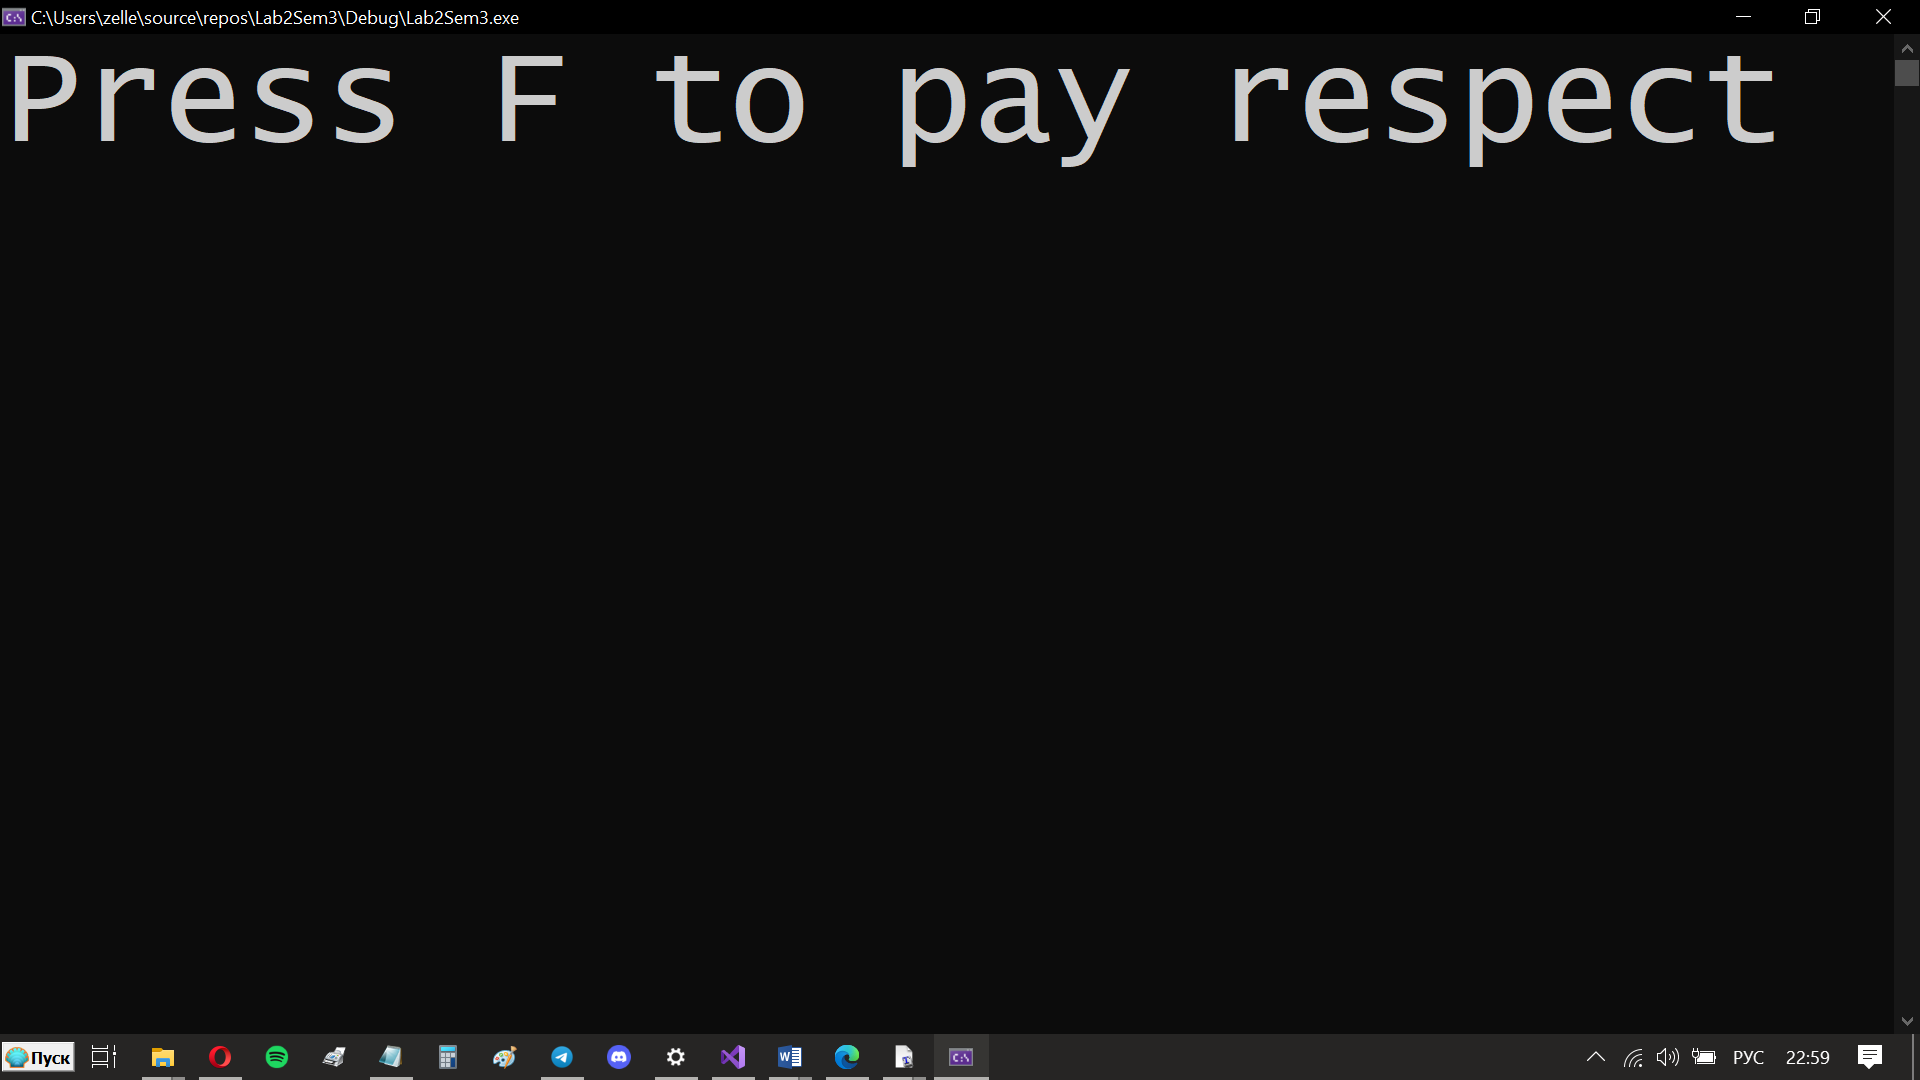 C:\Users\zelle\source\repos\Lab2Sem3\Debug\Lab2Sem3.exe
Press F to pay respect
Пуск
РУС
22:59